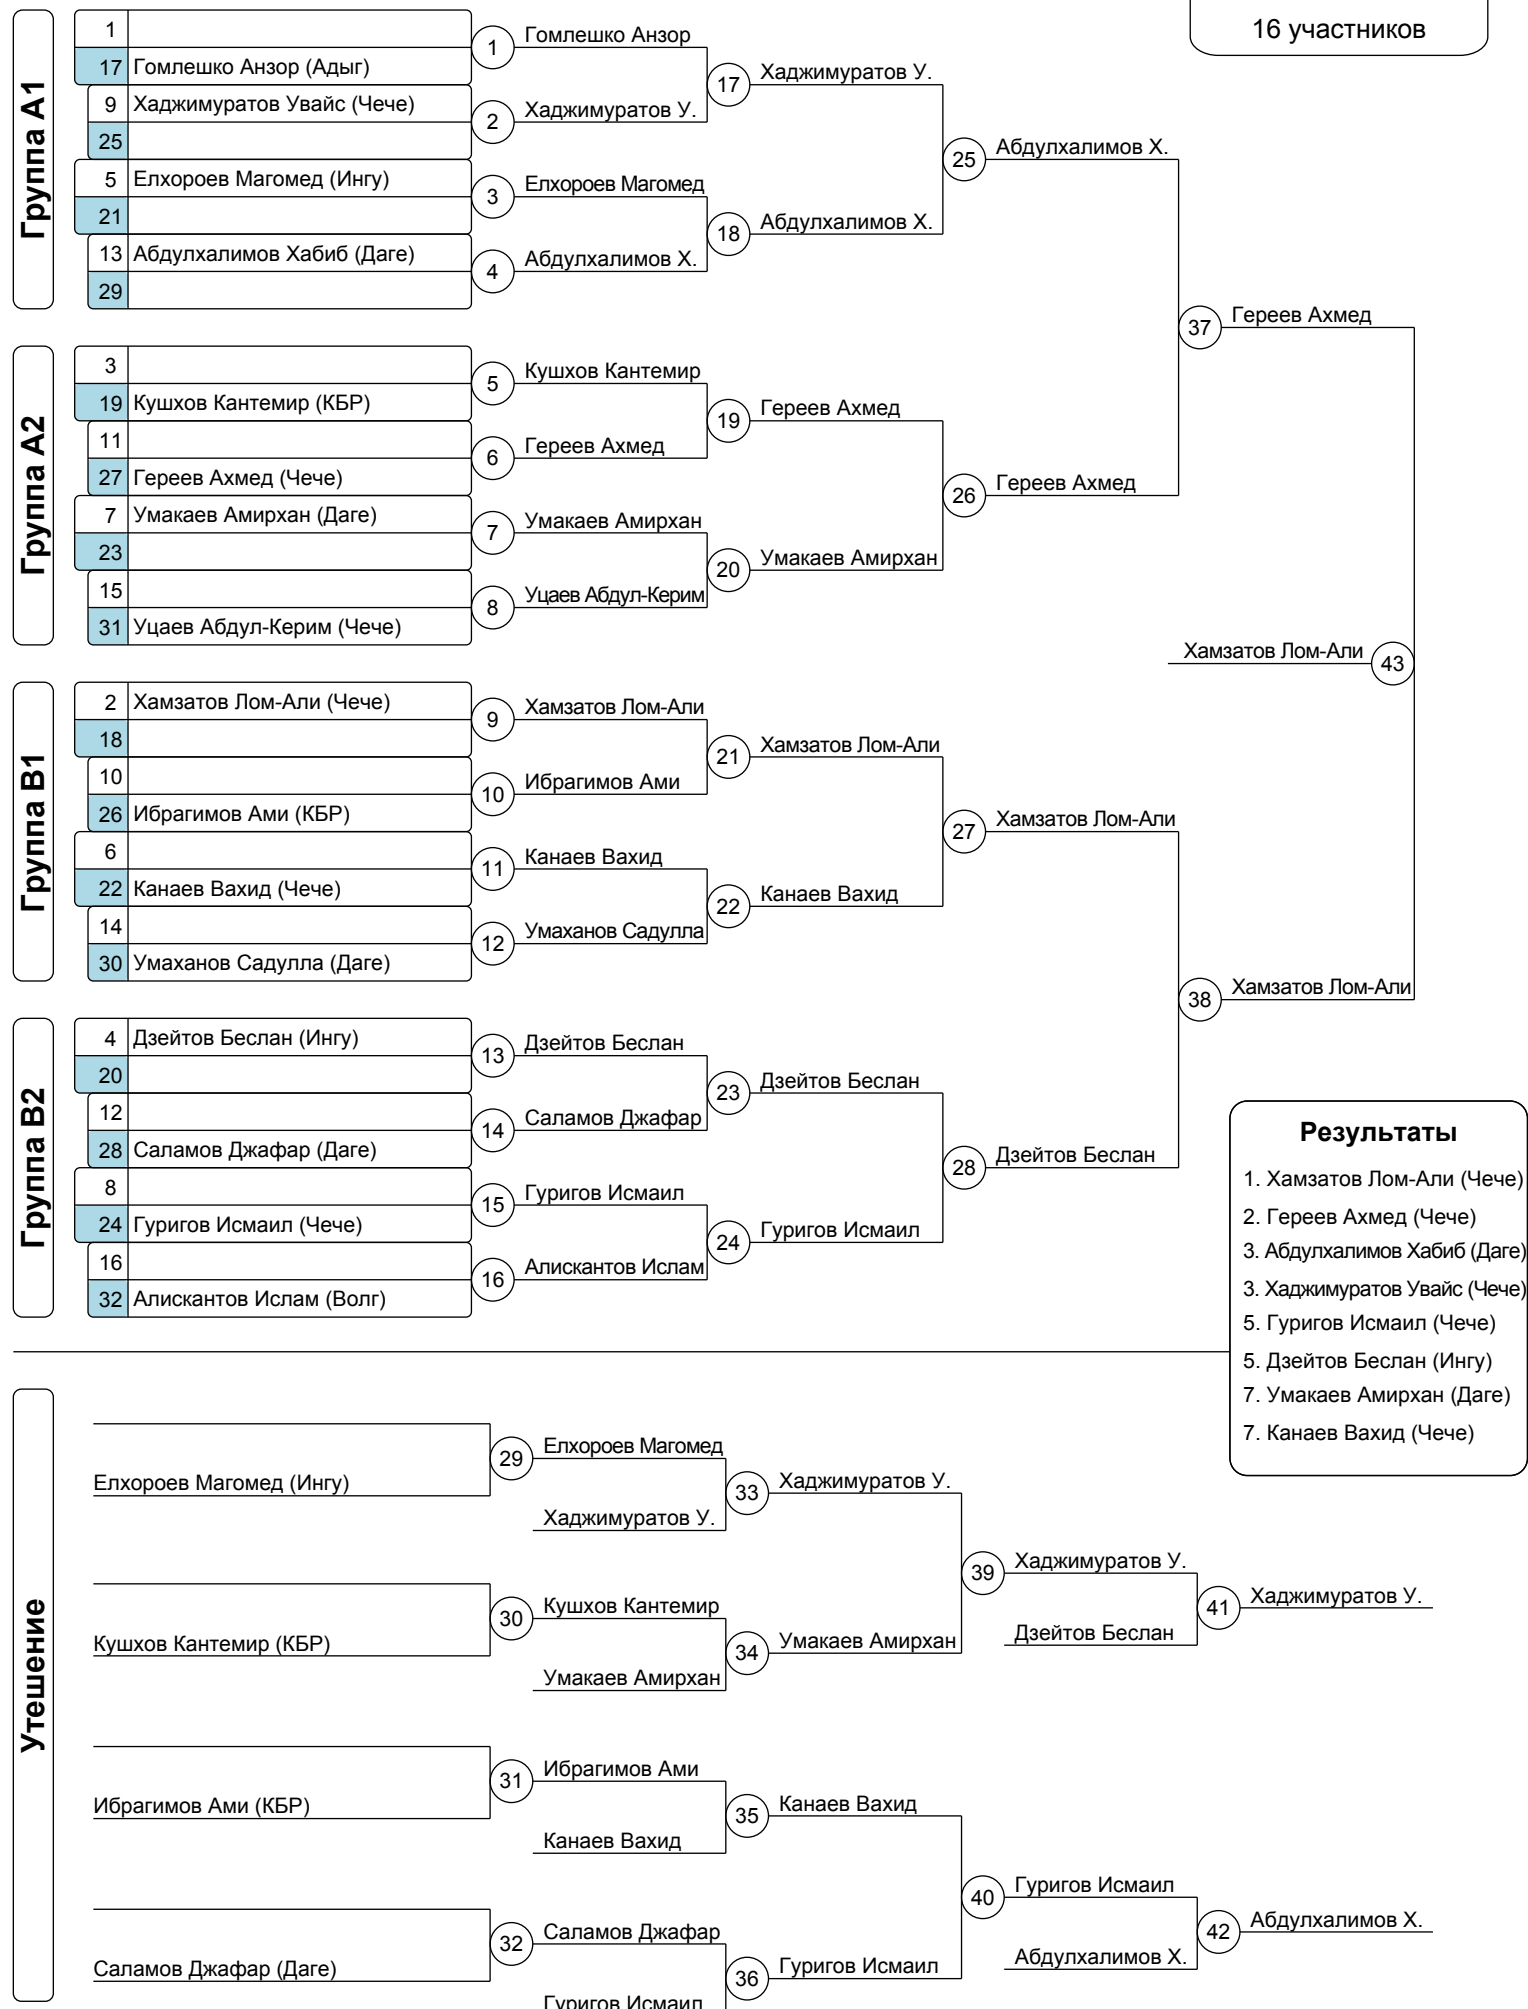 16 участников
Группа A1
1
17 Гомлешко Анзор (Адыг)
9 Хаджимуратов Увайс (Чече)
25
5 Елхороев Магомед (Ингу)
21
13 Абдулхалимов Хабиб (Даге)
29
1 Гомлешко Анзор
2 Хаджимуратов У.
3 Елхороев Магомед
4 Абдулхалимов Х.
17 Хаджимуратов У.
18 Абдулхалимов Х.
25 Абдулхалимов Х.
Группа A2
3
19 Кушхов Кантемир (КБР)
11
27 Гереев Ахмед (Чече)
7 Умакаев Амирхан (Даге)
23
15
31 Уцаев Абдул-Керим (Чече)
5 Кушхов Кантемир
6 Гереев Ахмед
7 Умакаев Амирхан
8 Уцаев Абдул-Керим
19 Гереев Ахмед
20 Умакаев Амирхан
26 Гереев Ахмед
37 Гереев Ахмед
Хамзатов Лом-Али 43
Группа B1
2 Хамзатов Лом-Али (Чече)
18
10
26 Ибрагимов Ами (КБР)
6
22 Канаев Вахид (Чече)
14
30 Умаханов Садулла (Даге)
9 Хамзатов Лом-Али
10 Ибрагимов Ами
11 Канаев Вахид
12 Умаханов Садулла
21 Хамзатов Лом-Али
22 Канаев Вахид
27 Хамзатов Лом-Али
38 Хамзатов Лом-Али
Группа B2
4 Дзейтов Беслан (Ингу)
20
12
28 Саламов Джафар (Даге)
8
24 Гуригов Исмаил (Чече)
16
32 Алискантов Ислам (Волг)
13 Дзейтов Беслан
14 Саламов Джафар
15 Гуригов Исмаил
16 Алискантов Ислам
23 Дзейтов Беслан
24 Гуригов Исмаил
28 Дзейтов Беслан
Результаты
1. Хамзатов Лом-Али (Чече)
2. Гереев Ахмед (Чече)
3. Абдулхалимов Хабиб (Даге)
3. Хаджимуратов Увайс (Чече)
5. Гуригов Исмаил (Чече)
5. Дзейтов Беслан (Ингу)
7. Умакаев Амирхан (Даге)
7. Канаев Вахид (Чече)
Утешение
Елхороев Магомед (Ингу)
29 Елхороев Магомед
Хаджимуратов У.
33 Хаджимуратов У.
Кушхов Кантемир (КБР)
30 Кушхов Кантемир
Умакаев Амирхан
34 Умакаев Амирхан
39 Хаджимуратов У.
Дзейтов Беслан
41 Хаджимуратов У.
Ибрагимов Ами (КБР)
31 Ибрагимов Ами
Канаев Вахид
35 Канаев Вахид
Саламов Джафар (Даге)
32 Саламов Джафар
Гуригов Исмаил
36 Гуригов Исмаил
40 Гуригов Исмаил
Абдулхалимов Х.
42 Абдулхалимов Х.